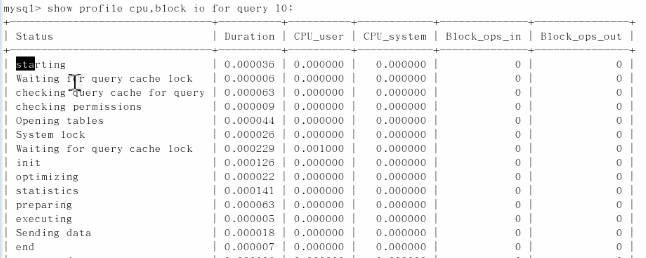 mysql> show profile cpu,block io for query 10;
| Status | Duration | CPU_user | CPU_system | Block_ops_in | Block_ops_out |
| starting | 0.000036 | 0.000000 | 0.000000 | 0 | 0 |
| Waiting for query cache lock | 0.000006 | 0.000000 | 0.000000 | 0 | 0 |
| checking query cache for query | 0.000063 | 0.000000 | 0.000000 | 0 | 0 |
| checking permissions | 0.000009 | 0.000000 | 0.000000 | 0 | 0 |
| Opening tables | 0.000044 | 0.000000 | 0.000000 | 0 | 0 |
| System lock | 0.000026 | 0.000000 | 0.000000 | 0 | 0 |
| Waiting for query cache lock | 0.000229 | 0.001000 | 0.000000 | 0 | 0 |
| init | 0.000126 | 0.000000 | 0.000000 | 0 | 0 |
| optimizing | 0.000022 | 0.000000 | 0.000000 | 0 | 0 |
| statistics | 0.000141 | 0.000000 | 0.000000 | 0 | 0 |
| preparing | 0.000063 | 0.000000 | 0.000000 | 0 | 0 |
| executing | 0.000005 | 0.000000 | 0.000000 | 0 | 0 |
| Sending data | 0.000018 | 0.000000 | 0.000000 | 0 | 0 |
| end | 0.000007 | 0.000000 | 0.000000 | 0 | 0 |